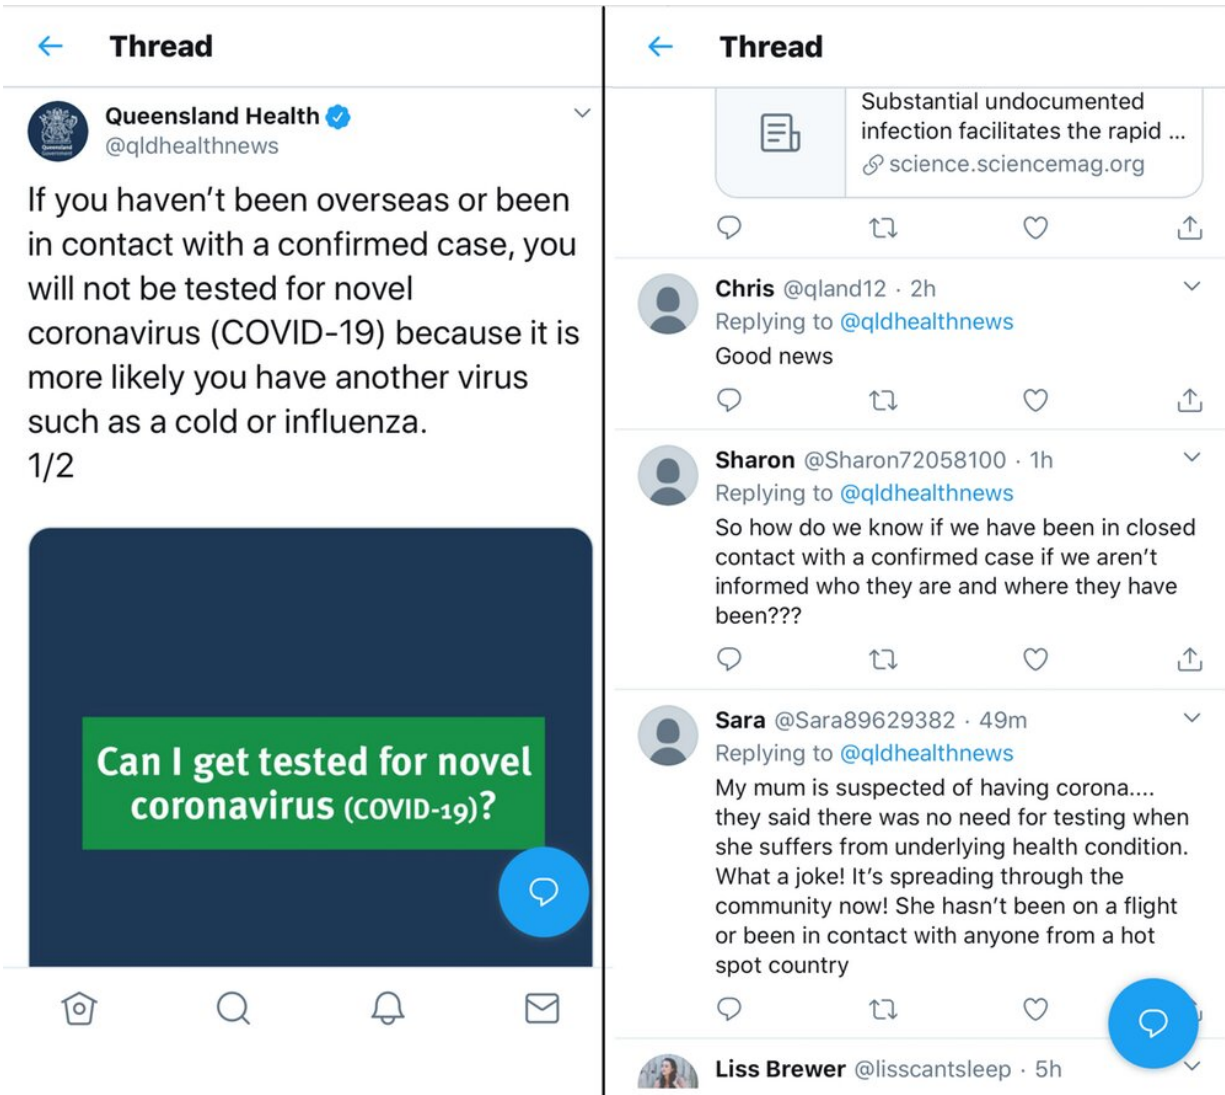 Thread
Queensland Health
@qldhealthnews
If you haven't been overseas or been
in contact with a confirmed case, you
will not be tested for novel
coronavirus (COVID-19) because it is
more likely you have another virus
such as a cold or influenza.
1/2
Can I get tested for novel
coronavirus (COVID-19)?
Thread
Substantial undocumented
infection facilitates the rapid ...
science.sciencemag.org
Chris @qland12 · 2h
Replying to @qldhealthnews
Good news
Sharon @Sharon72058100 · 1h
Replying to @qldhealthnews
So how do we know if we have been in closed
contact with a confirmed case if we aren't
informed who they are and where they have
been???
Sara @Sara89629382 · 49m
Replying to @qldhealthnews
My mum is suspected of having corona....
they said there was no need for testing when
she suffers from underlying health condition.
What a joke! It's spreading through the
community now! She hasn't been on a flight
or been in contact with anyone from a hot
spot country
Liss Brewer @lisscantsleep · 5h